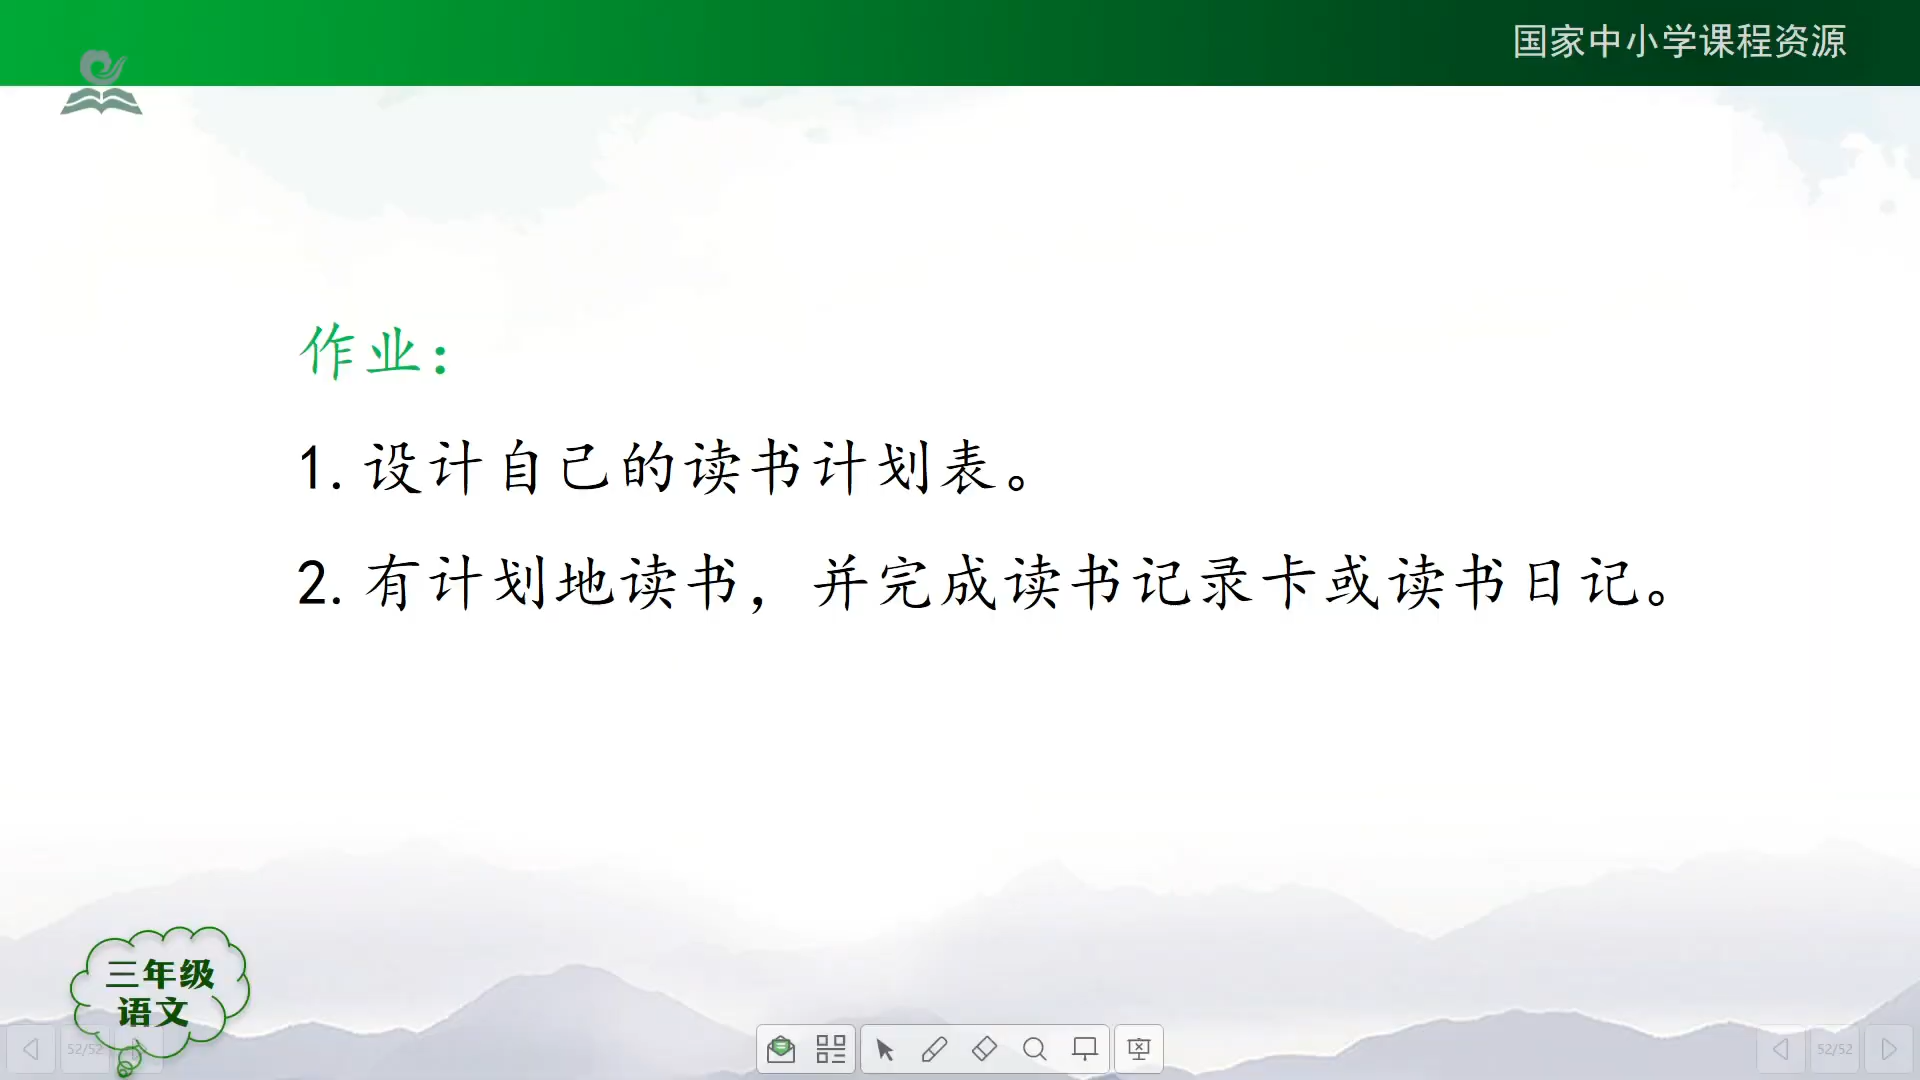 国家中小学课程资源
作业：
1.设计自己的读书计划表。
2.有计划地读书，并完成读书记录卡或读书日记。
三年级
语文
52/52
52/52